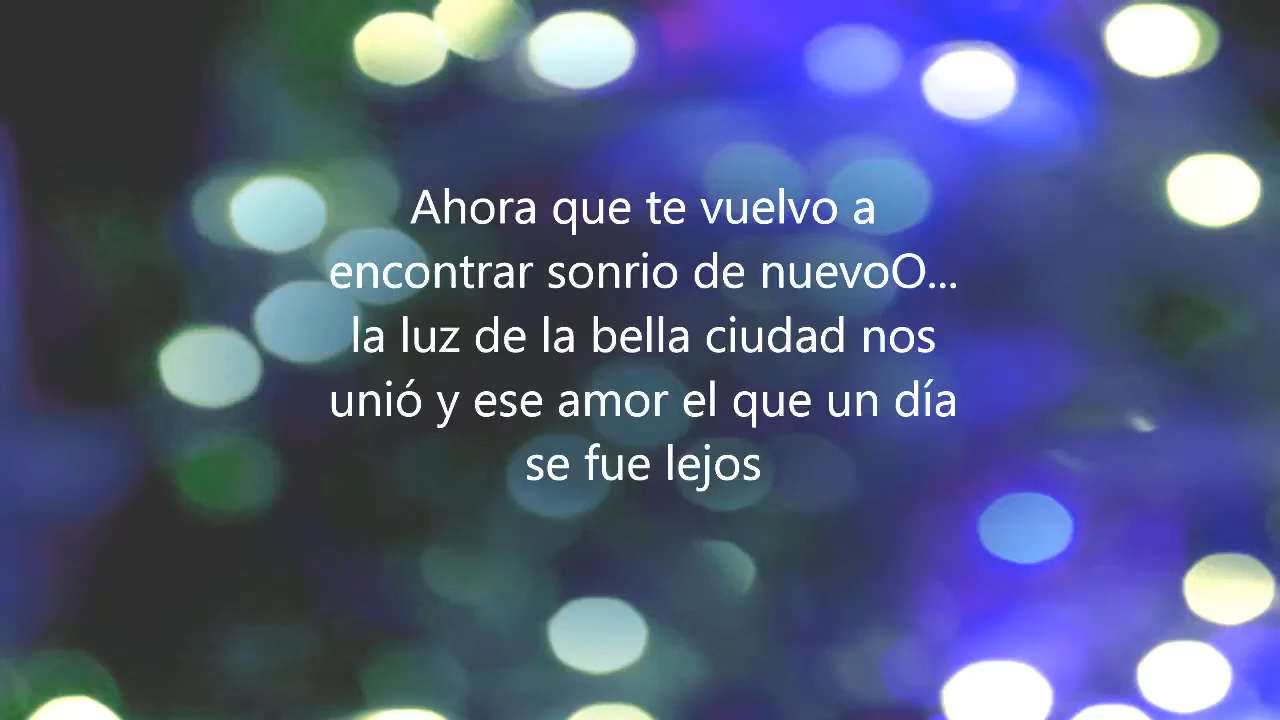 Ahora que te vuelvo a
encontrar sonrio de nuevoO...
la luz de la bella ciudad nos
unió y ese amor el que un día
se fue lejos